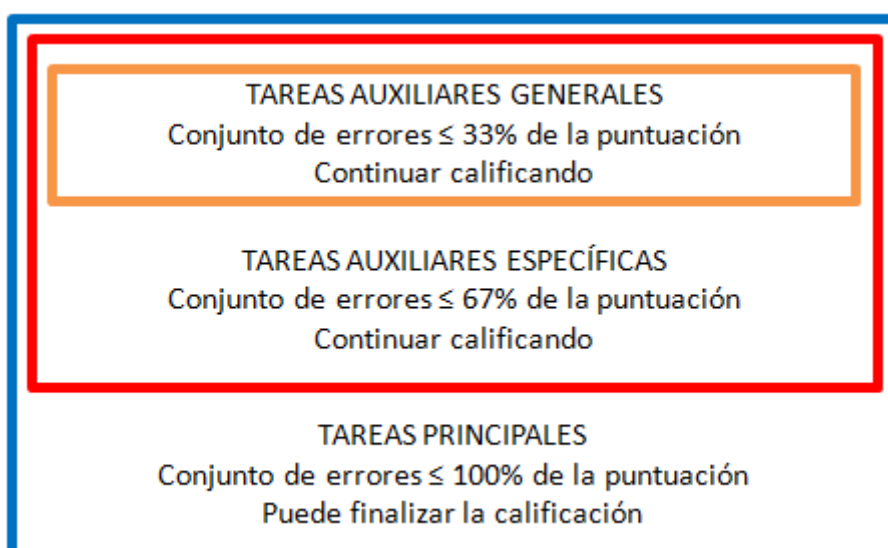 TAREAS AUXILIARES GENERALES
Conjunto de errores ≤ 33% de la puntuación
Continuar calificando
TAREAS AUXILIARES ESPECÍFICAS
Conjunto de errores ≤ 67% de la puntuación
Continuar calificando
TAREAS PRINCIPALES
Conjunto de errores ≤ 100% de la puntuación
Puede finalizar la calificación